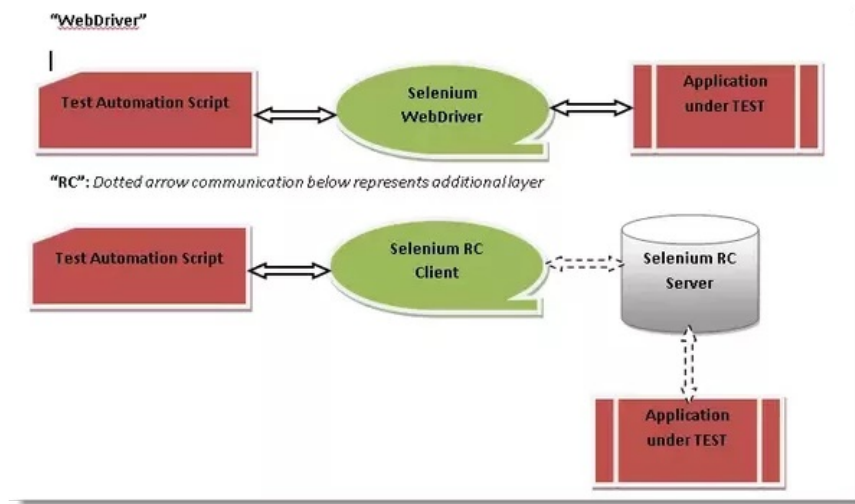 “WebDriver”
Test Automation Script
Selenium
WebDriver
Application
under TEST
“RC”: Dotted arrow communication below represents additional layer
Test Automation Script
Selenium RC
Client
Selenium RC
Server
Application
under TEST